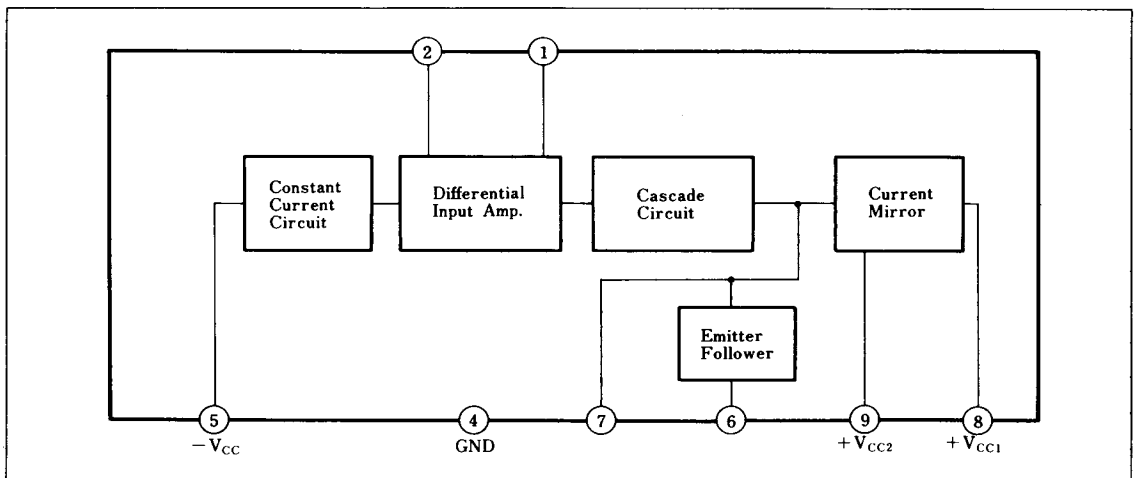 2 1
Constant
Current
Circuit
Differential
Input Amp.
Cascade
Circuit
Current
Mirror
Emitter
Follower
5 4 7 6 9 8
−VCC GND +VCC2 +VCC1